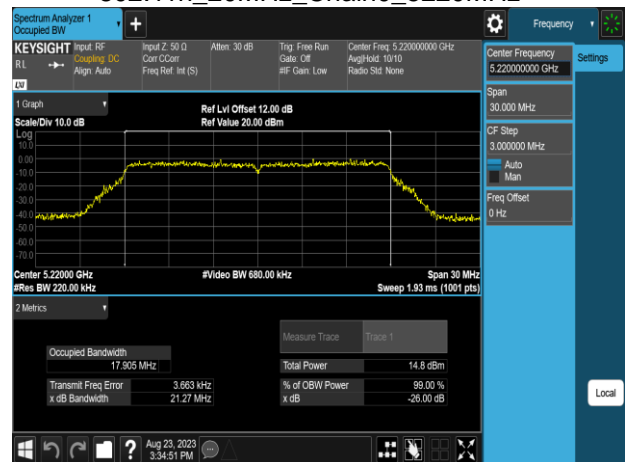 Spectrum Analyzer 1
Occupied BW
Frequency
KEYSIGHT
RL
LXI
Input: RF
Coupling: DC
Align: Auto
Input Z: 50 Ω
Corr CCorr
Freq Ref: Int (S)
Atten: 30 dB
Trig: Free Run
Gate: Off
#IF Gain: Low
Center Freq: 5.220000000 GHz
Avg|Hold: 10/10
Radio Std: None
Center Frequency
5.220000000 GHz
Settings
Span
30.000 MHz
CF Step
3.000000 MHz
Auto
Man
Freq Offset
0 Hz
Local
1 Graph
Scale/Div 10.0 dB
Ref Lvl Offset 12.00 dB
Ref Value 20.00 dBm
Log
10.0
0.00
-10.0
-20.0
-30.0
-40.0
-50.0
-60.0
-70.0
Center 5.22000 GHz
#Video BW 680.00 kHz
Span 30 MHz
#Res BW 220.00 kHz
Sweep 1.93 ms (1001 pts)
2 Metrics
Measure Trace
Trace 1
Occupied Bandwidth
17.905 MHz
Total Power
14.8 dBm
Transmit Freq Error
3.663 kHz
% of OBW Power
99.00 %
x dB Bandwidth
21.27 MHz
x dB
-26.00 dB
?
Aug 23, 2023
3:34:51 PM